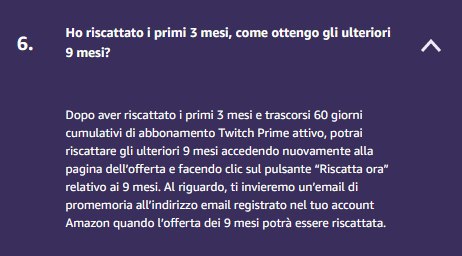 6.
Ho riscattato i primi 3 mesi, come ottengo gli ulteriori
9 mesi?
Dopo aver riscattato i primi 3 mesi e trascorsi 60 giorni
cumulativi di abbonamento Twitch Prime attivo, potrai
riscattare gli ulteriori 9 mesi accedendo nuovamente alla
pagina dell'offerta e facendo clic sul pulsante “Riscatta ora”
relativo ai 9 mesi. Al riguardo, ti invieremo un'email di
promemoria all'indirizzo email registrato nel tuo account
Amazon quando l'offerta dei 9 mesi potrà essere riscattata.